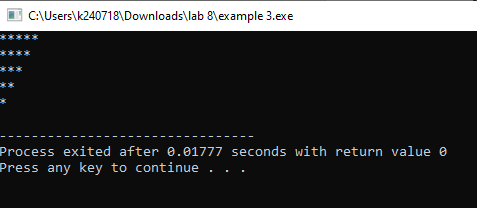 C:\Users\k240718\Downloads\lab 8\example 3.exe
*****
****
***
**
*
--------------------------------
Process exited after 0.01777 seconds with return value 0
Press any key to continue . . .